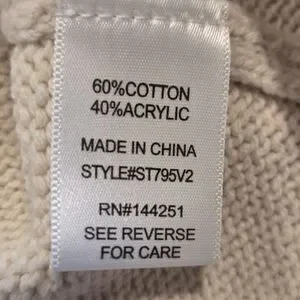 60%COTTON
40%ACRYLIC
MADE IN CHINA
STYLE#ST795V2
RN#144251
SEE REVERSE
FOR CARE